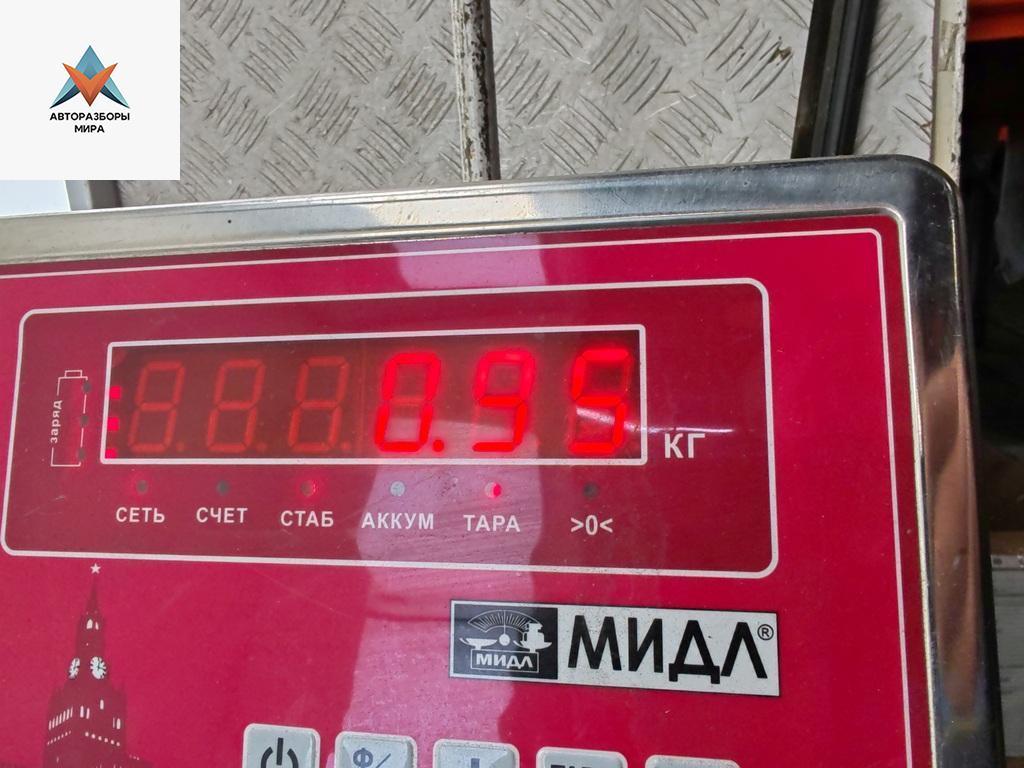 АВТОРАЗБОРЫ
МИРА
заряд
0.95
КГ
СЕТЬ СЧЕТ СТАБ АККУМ ТАРА >0<
МИДЛ МИДЛ®